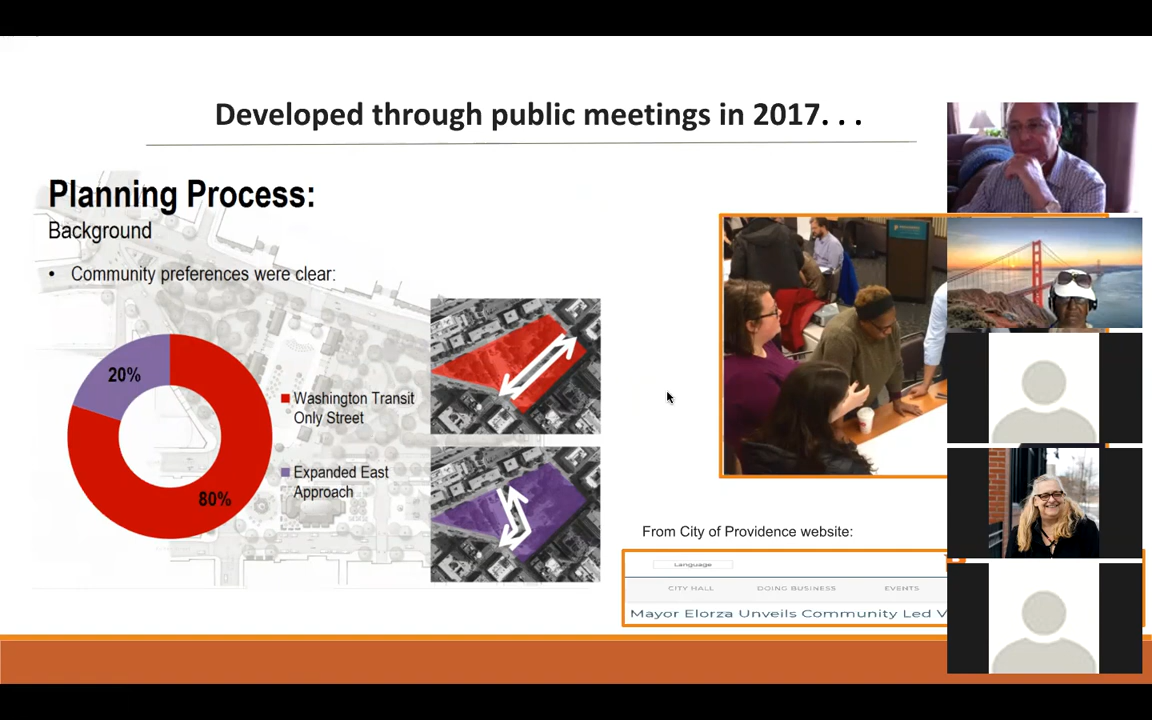 Developed through public meetings in 2017. . .
Planning Process:
Background
• Community preferences were clear:
20%
80%
Washington Transit
Only Street
Expanded East
Approach
From City of Providence website:
Language
CITY HALL DOING BUSINESS EVENTS
Mayor Elorza Unveils Community Led V